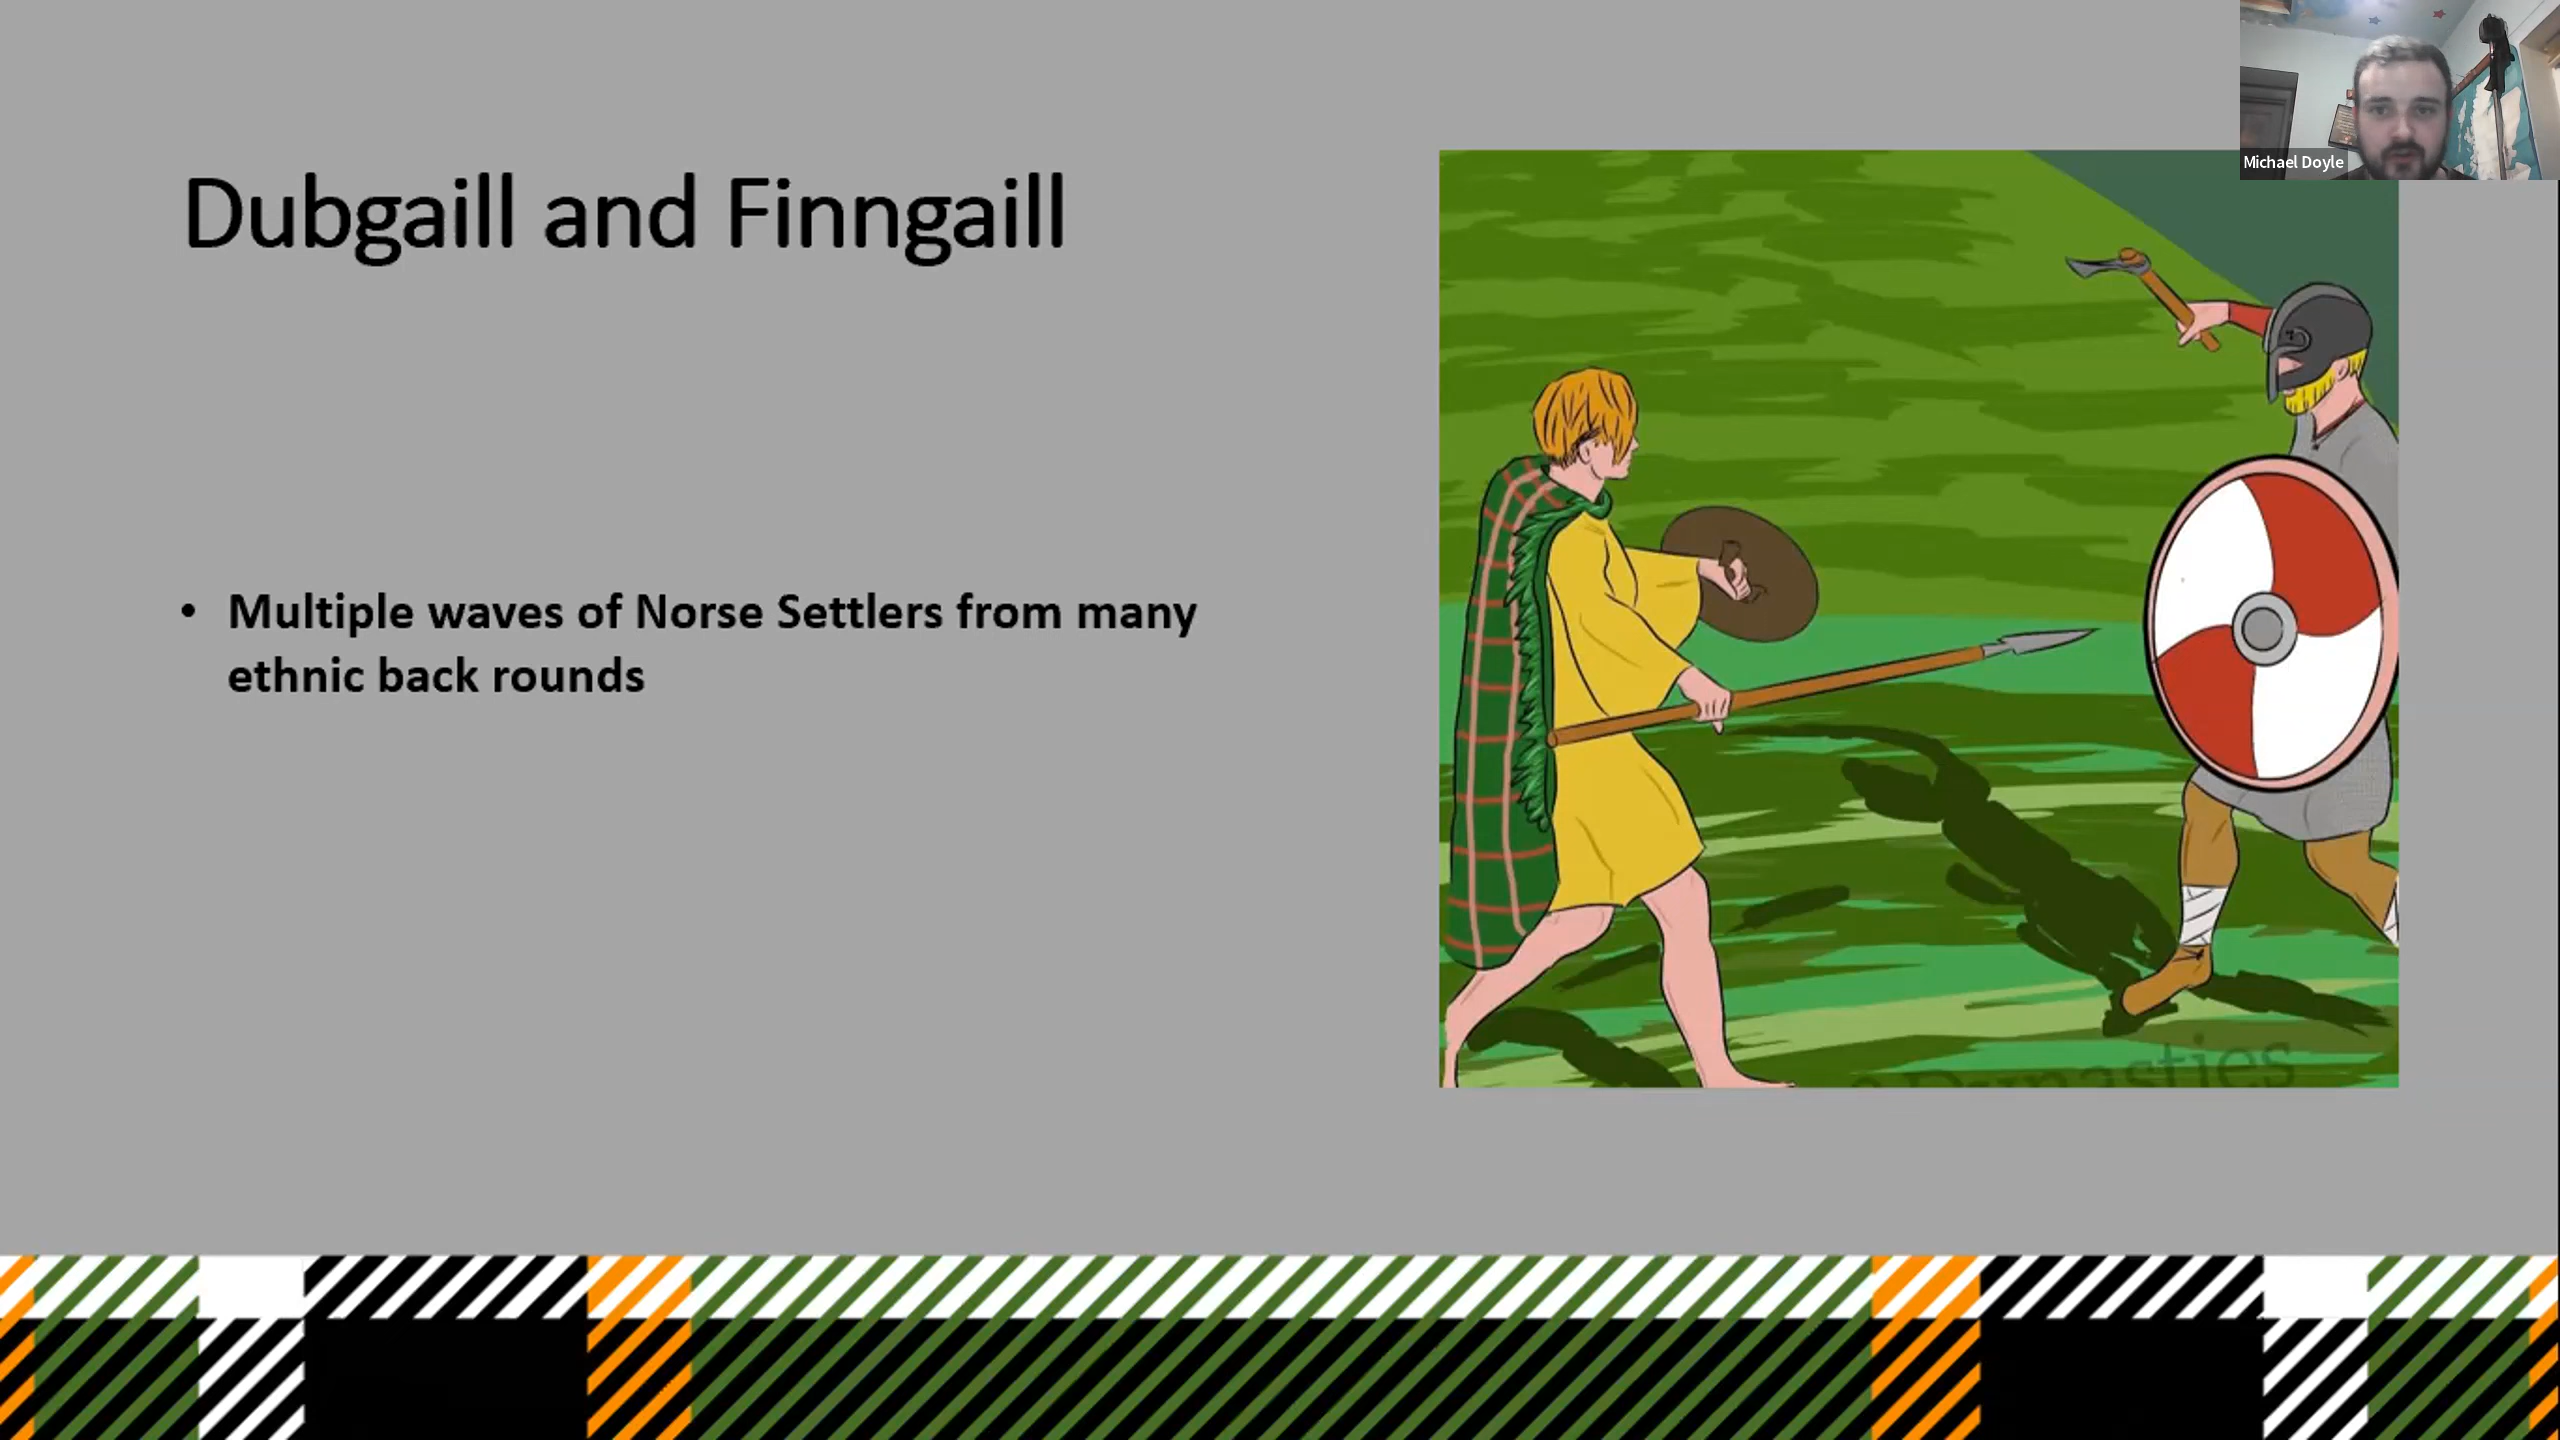 Michael Doyle
Dubgaill and Finngaill
• Multiple waves of Norse Settlers from many
ethnic back rounds